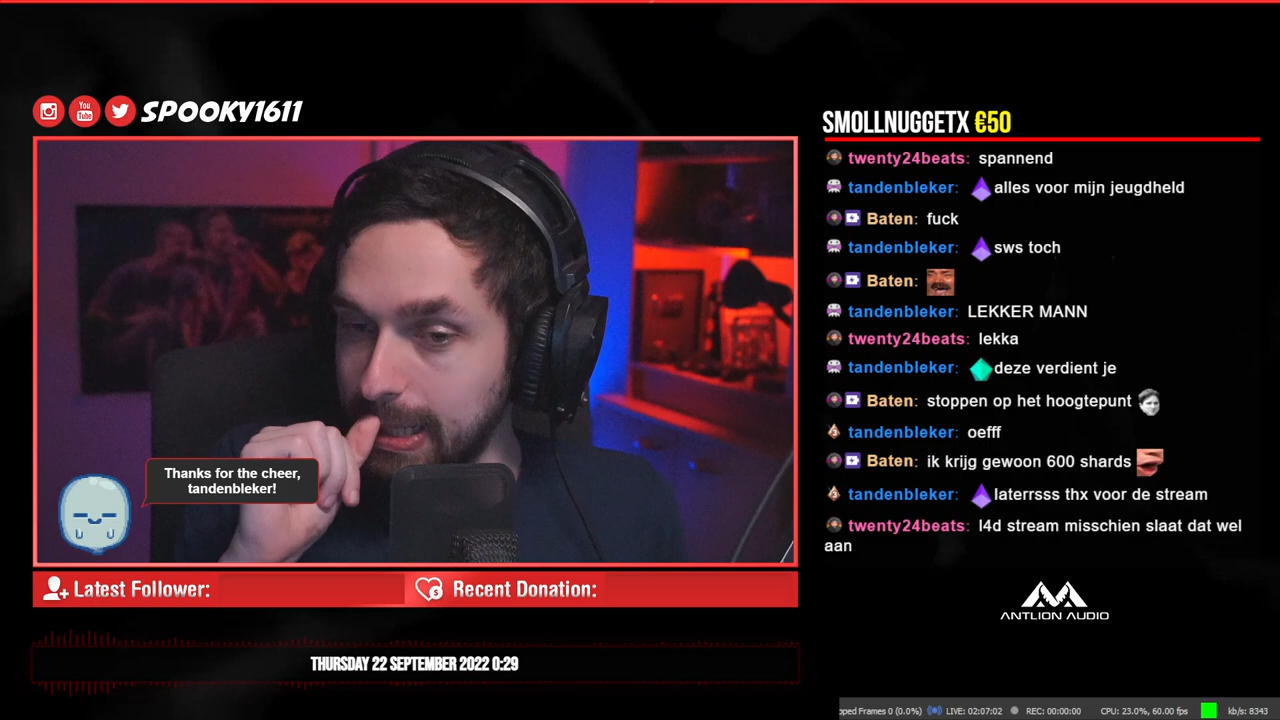 SPOOKY1611
SMOLLNUGGETX €50
twenty24beats: spannend
tandenbleker: alles voor mijn jeugdheld
Baten: fuck
tandenbleker: sws toch
Baten:
tandenbleker: LEKKER MANN
twenty24beats: lekka
tandenbleker: deze verdient je
Baten: stoppen op het hoogtepunt
tandenbleker: oefff
Baten: ik krijg gewoon 600 shards
tandenbleker: laterrsss thx voor de stream
twenty24beats: l4d stream misschien slaat dat wel
aan
Thanks for the cheer,
tandenbleker!
Latest Follower:
Recent Donation:
ANTLION AUDIO
THURSDAY 22 SEPTEMBER 2022 0:29
pped Frames 0 (0.0%) LIVE: 02:07:02 REC: 00:00:00 CPU: 23.0%, 60.00 fps kb/s: 8343